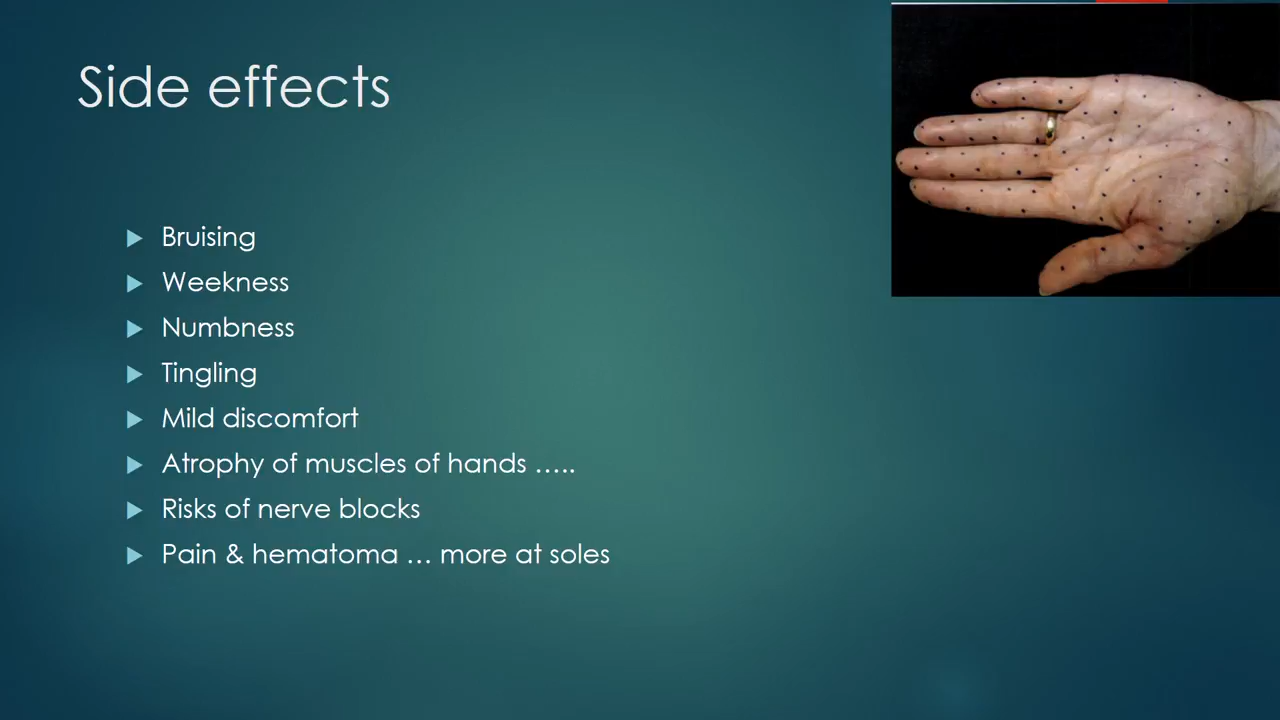 Side effects
Bruising
Weekness
Numbness
Tingling
Mild discomfort
Atrophy of muscles of hands .....
Risks of nerve blocks
Pain & hematoma ... more at soles